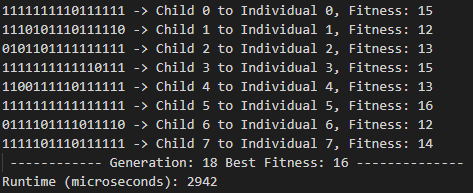 1111111110111111 -> Child 0 to Individual 0, Fitness: 15
1110101110111110 -> Child 1 to Individual 1, Fitness: 12
0101101111111111 -> Child 2 to Individual 2, Fitness: 13
1111111111110111 -> Child 3 to Individual 3, Fitness: 15
1100111110111111 -> Child 4 to Individual 4, Fitness: 13
1111111111111111 -> Child 5 to Individual 5, Fitness: 16
0111101111011110 -> Child 6 to Individual 6, Fitness: 12
1111101110111111 -> Child 7 to Individual 7, Fitness: 14
------------ Generation: 18 Best Fitness: 16 --------------
Runtime (microseconds): 2942